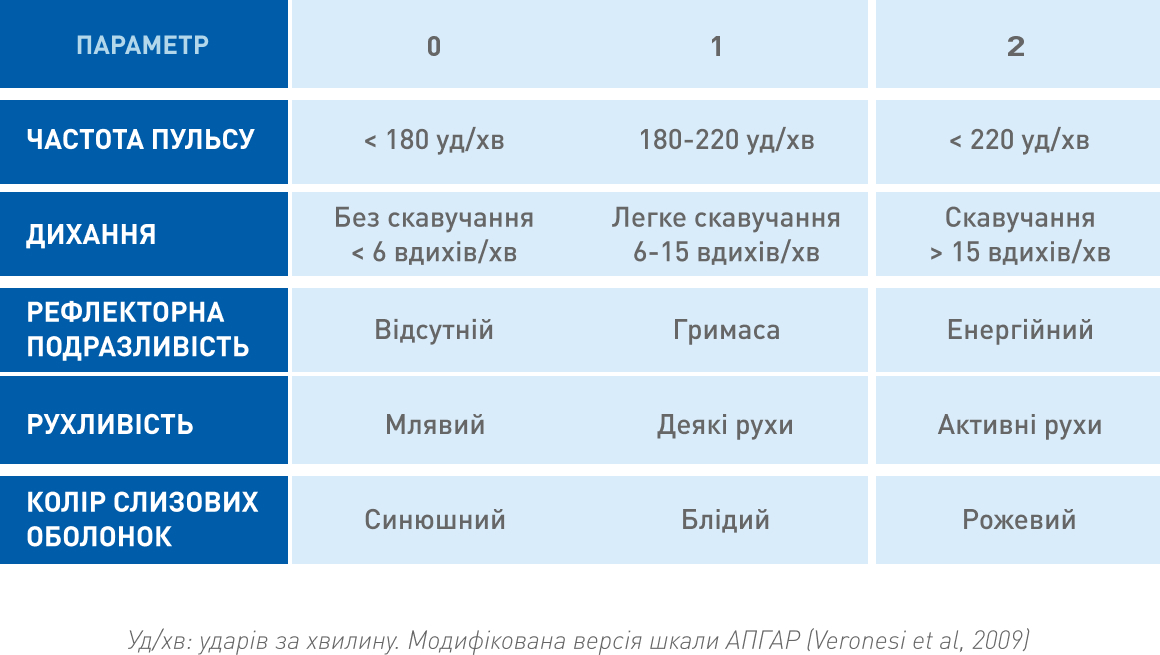 ПАРАМЕТР 0 1 2
ЧАСТОТА ПУЛЬСУ < 180 уд/хв 180-220 уд/хв < 220 уд/хв
ДИХАННЯ
Без скавучання
< 6 вдихів/хв
Легке скавучання
6-15 вдихів/хв
Скавучання
> 15 вдихів/хв
РЕФЛЕКТОРНА
ПОДРАЗЛИВІСТЬ
Відсутній Гримаса Енергійний
РУХЛИВІСТЬ Млявий Деякі рухи Активні рухи
КОЛІР СЛИЗОВИХ
ОБОЛОНОК
Синюшний Блідий Рожевий
Уд/хв: ударів за хвилину. Модифікована версія шкали АПГАР (Veronesi et al, 2009)